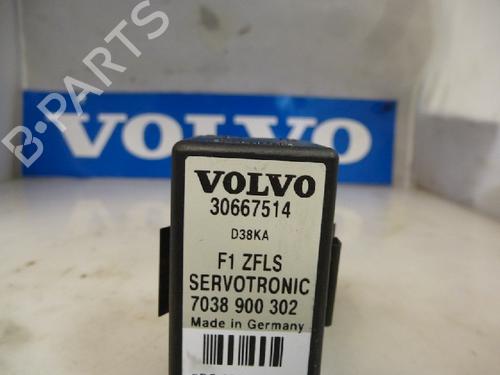 B-PARTS
VOLVO
VOLVO
30667514
D38KA
F1 ZFLS
SERVOTRONIC
7038 900 302
Made in Germany